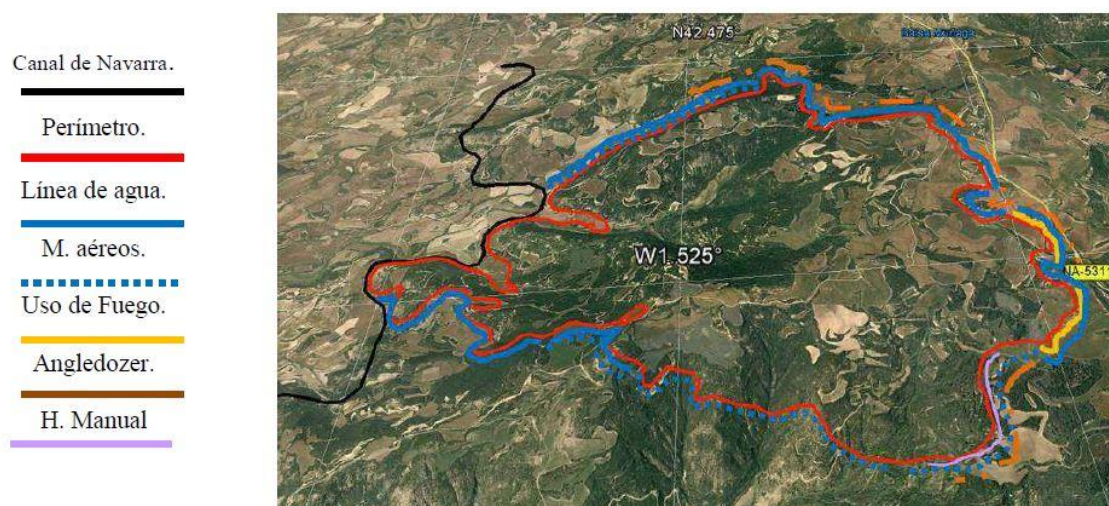 Canal de Navarra.
Perímetro.
Línea de agua.
M. aéreos.
Uso de Fuego.
Angledozer.
H. Manual
N42.475°
W1.525°
NA-5311